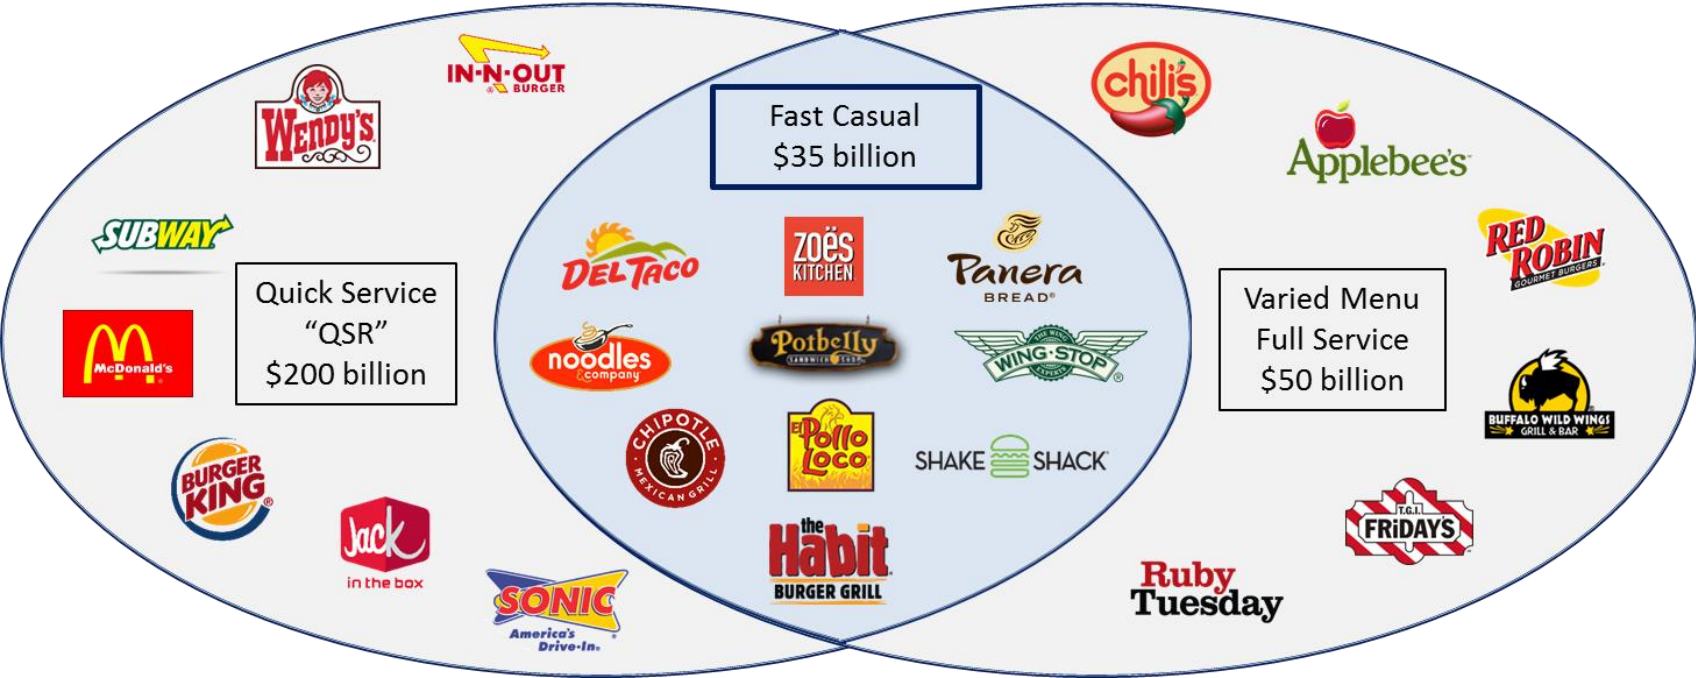 IN-N-OUT
BURGER
WENDY'S
SUBWAY
Quick Service
“QSR”
$200 billion
McDonald's
BURGER
KING
Jack
in the box
SONIC
America's
Drive-In
Fast Casual
$35 billion
DEL TACO
ZOËS
KITCHEN
Panera
BREAD
noodles
&company
Potbelly
SANDWICH SHOP
WING·STOP
CHIPOTLE
MEXICAN GRILL
El Pollo
Loco
SHAKE SHACK
the
Habit
BURGER GRILL
chili's
Applebee's
RED
ROBIN
GOURMET BURGERS
Varied Menu
Full Service
$50 billion
BUFFALO WILD WINGS
GRILL & BAR
T.G.I.
FRiDAY'S
Ruby
Tuesday